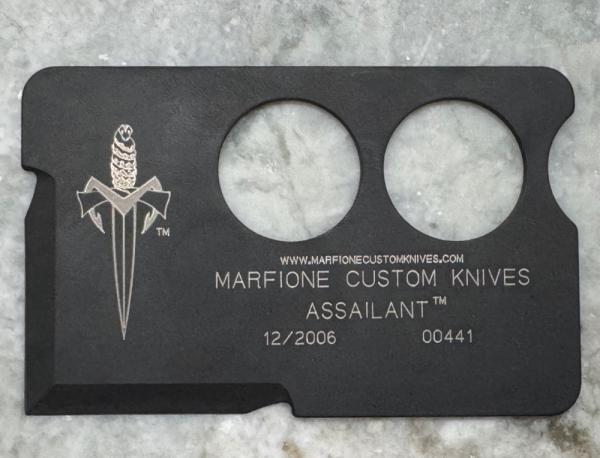 TM
WWW.MARFIONECUSTOMKNIVES.COM
MARFIONE CUSTOM KNIVES
ASSAILANT™
12/2006 00441